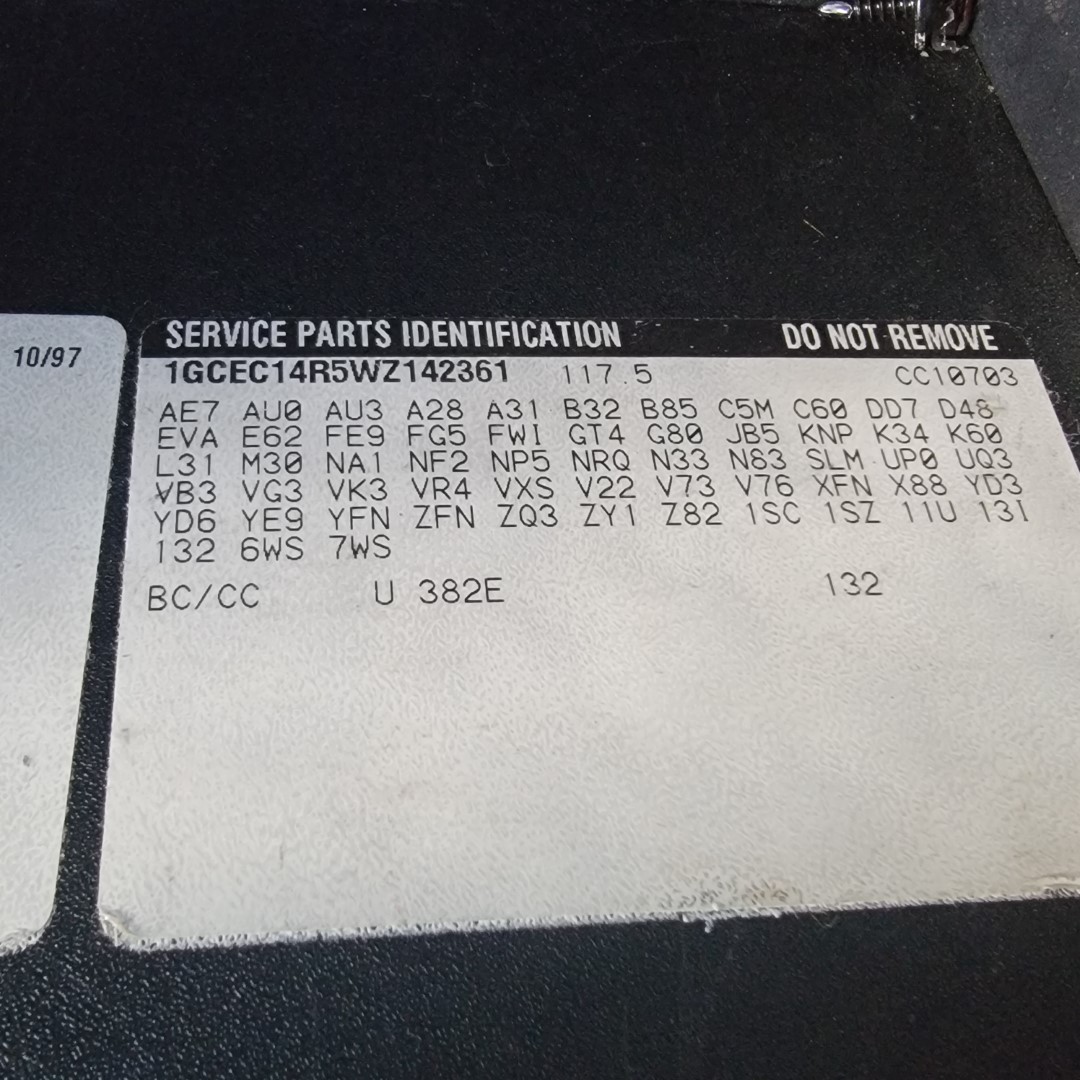 10/97
SERVICE PARTS IDENTIFICATION DO NOT REMOVE
1GCEC14R5WZ142361 117.5 CC10703
AE7 AU0 AU3 A28 A31 B32 B85 C5M C60 DD7 D48
EVA E62 FE9 FG5 FWI GT4 G80 JB5 KNP K34 K60
L31 M30 NA1 NF2 NP5 NRQ N33 N83 SLM UP0 UQ3
VB3 VG3 VK3 VR4 VXS V22 V73 V76 XFN X88 YD3
YD6 YE9 YFN ZFN ZQ3 ZY1 Z82 1SC 1SZ 11U 131
132 6WS 7WS
BC/CC U 382E 132